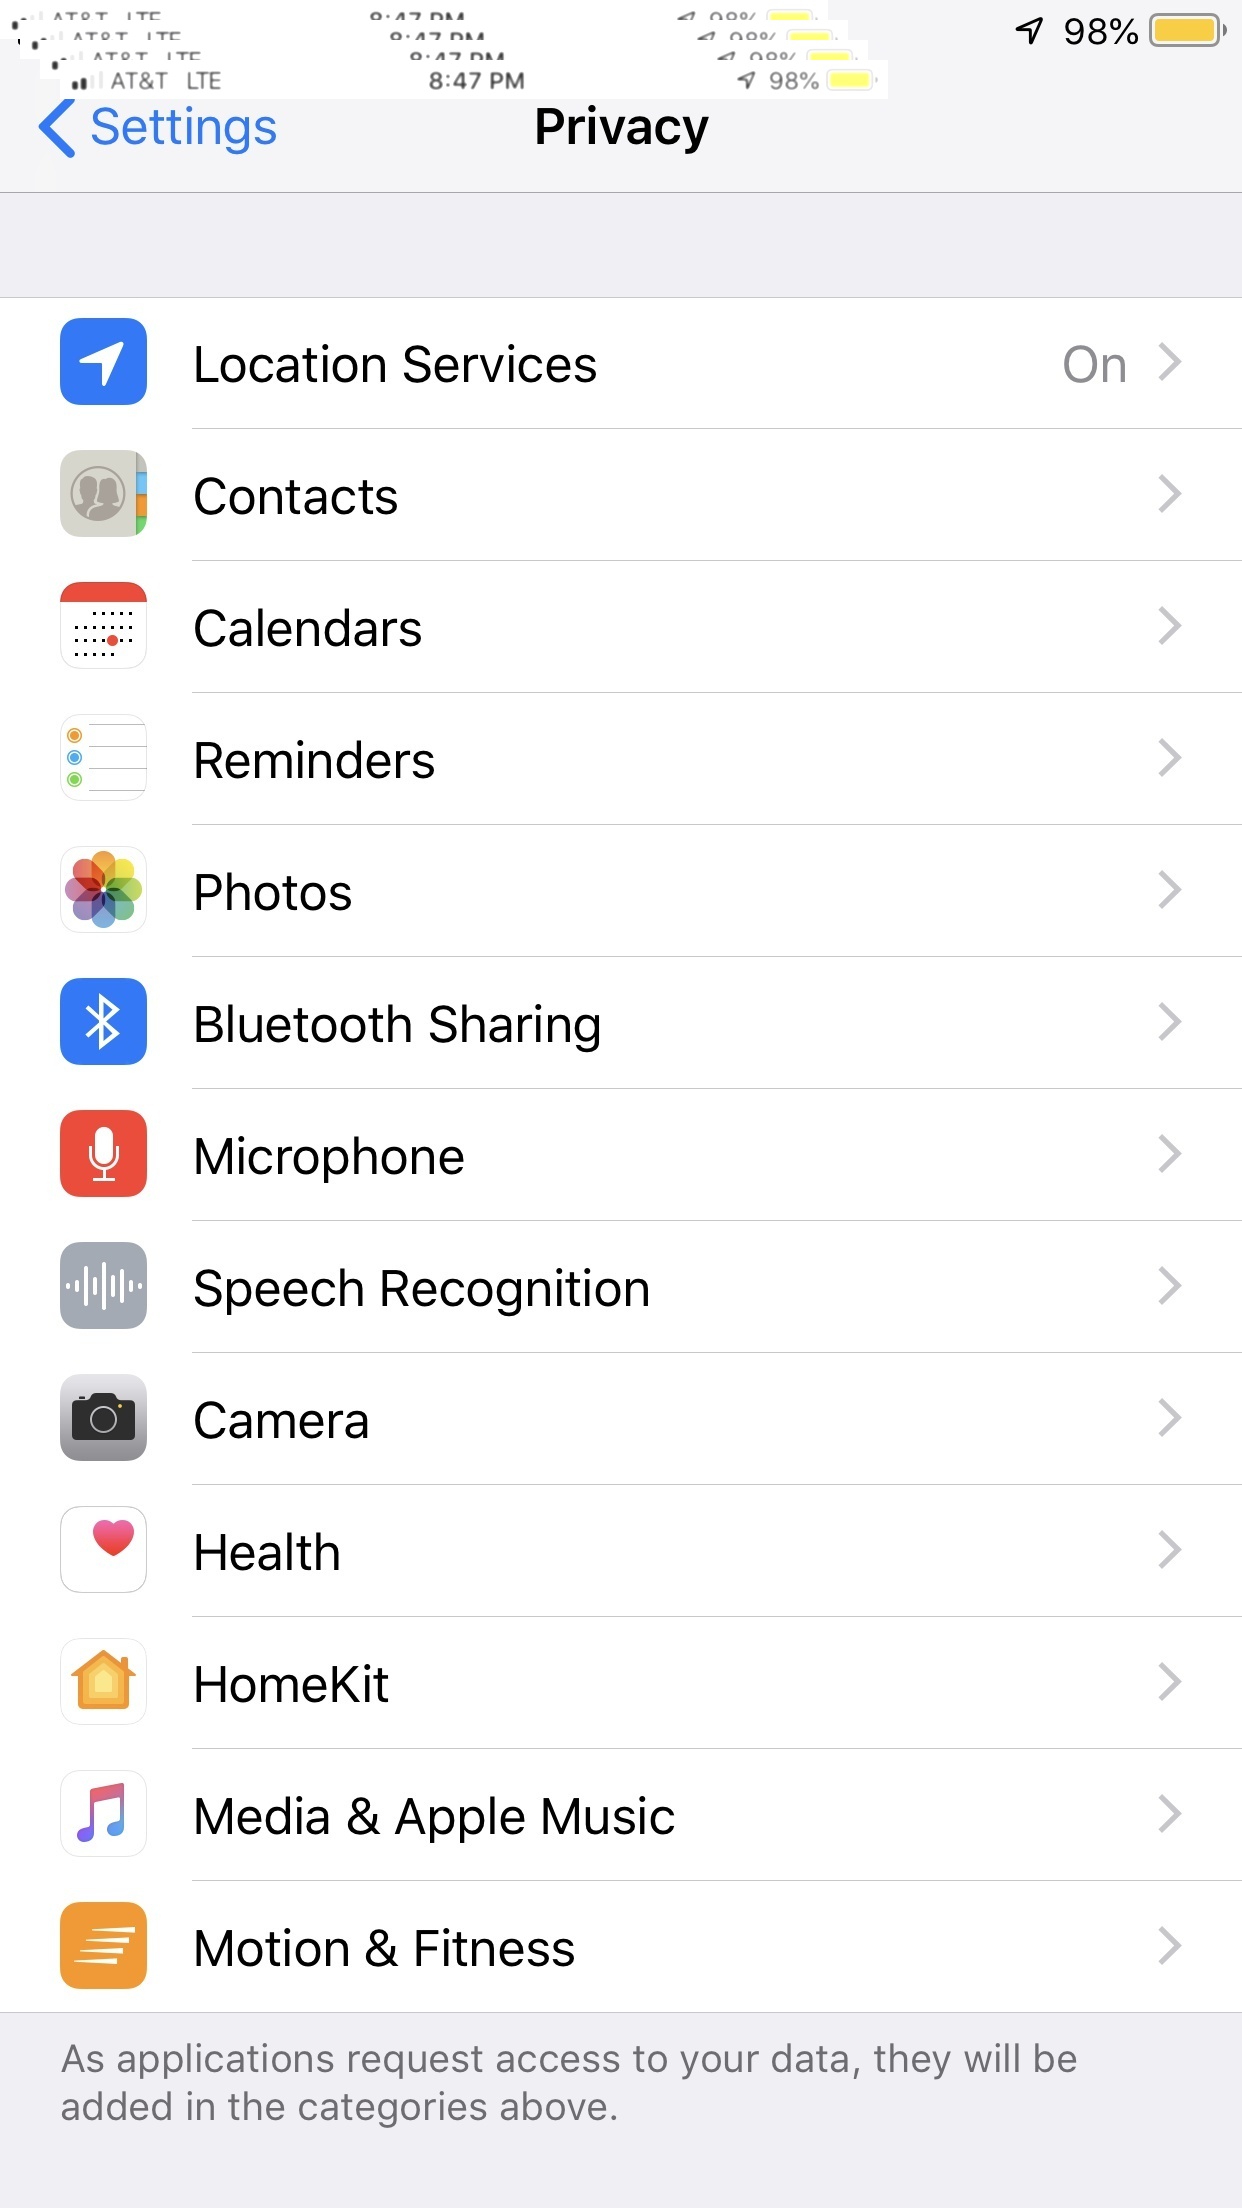 AT&T LTE 8:47 PM 98%
AT&T LTE 8:47 PM 98%
AT&T LTE 8:47 PM 98%
AT&T LTE 8:47 PM 98%
98%
Settings Privacy
Location Services On
Contacts
Calendars
Reminders
Photos
Bluetooth Sharing
Microphone
Speech Recognition
Camera
Health
HomeKit
Media & Apple Music
Motion & Fitness
As applications request access to your data, they will be
added in the categories above.